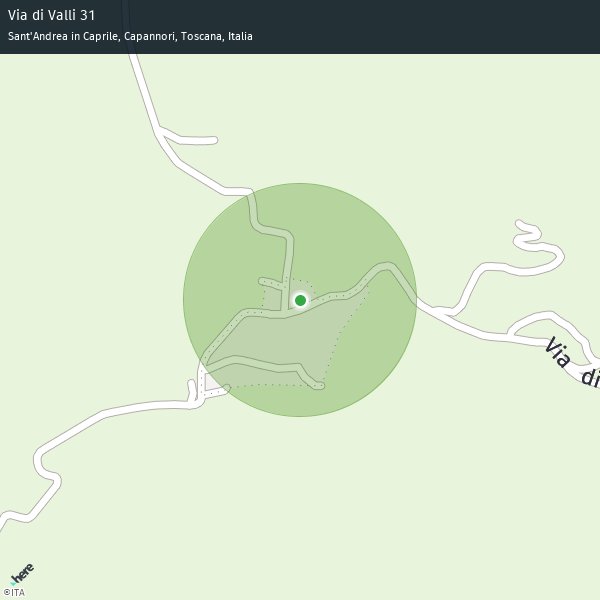 Via di Valli 31
Sant'Andrea in Caprile, Capannori, Toscana, Italia
Via di
here
©ITA